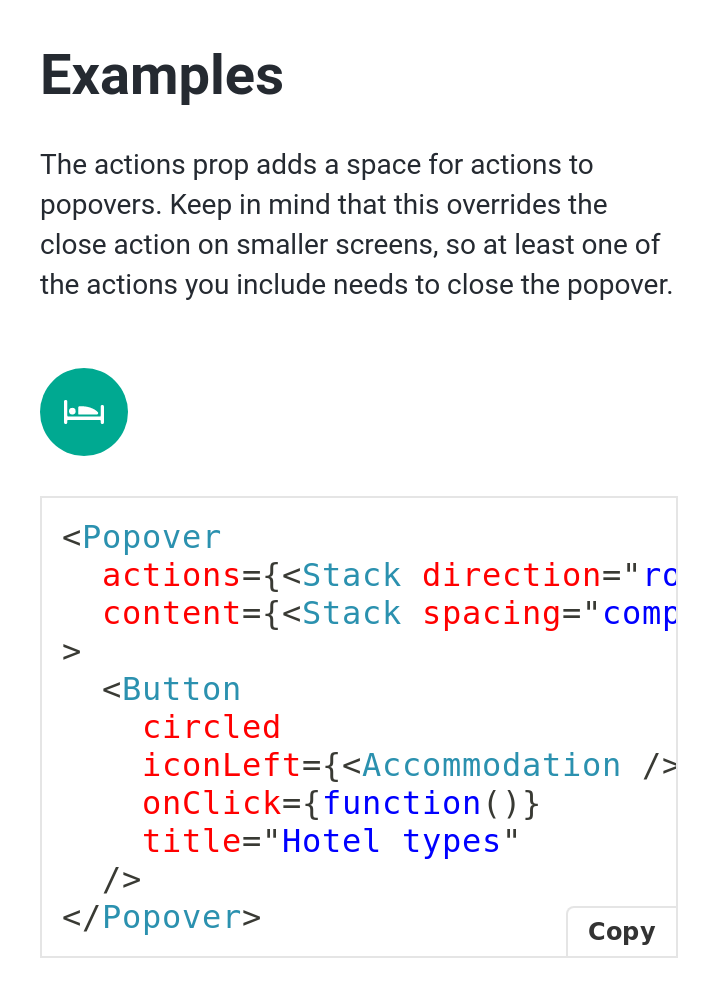 Examples
The actions prop adds a space for actions to
popovers. Keep in mind that this overrides the
close action on smaller screens, so at least one of
the actions you include needs to close the popover.
<Popover
  actions={<Stack direction="ro
  content={<Stack spacing="comp
>
  <Button
    circled
    iconLeft={<Accommodation />
    onClick={function()}
    title="Hotel types"
  />
</Popover>
Copy